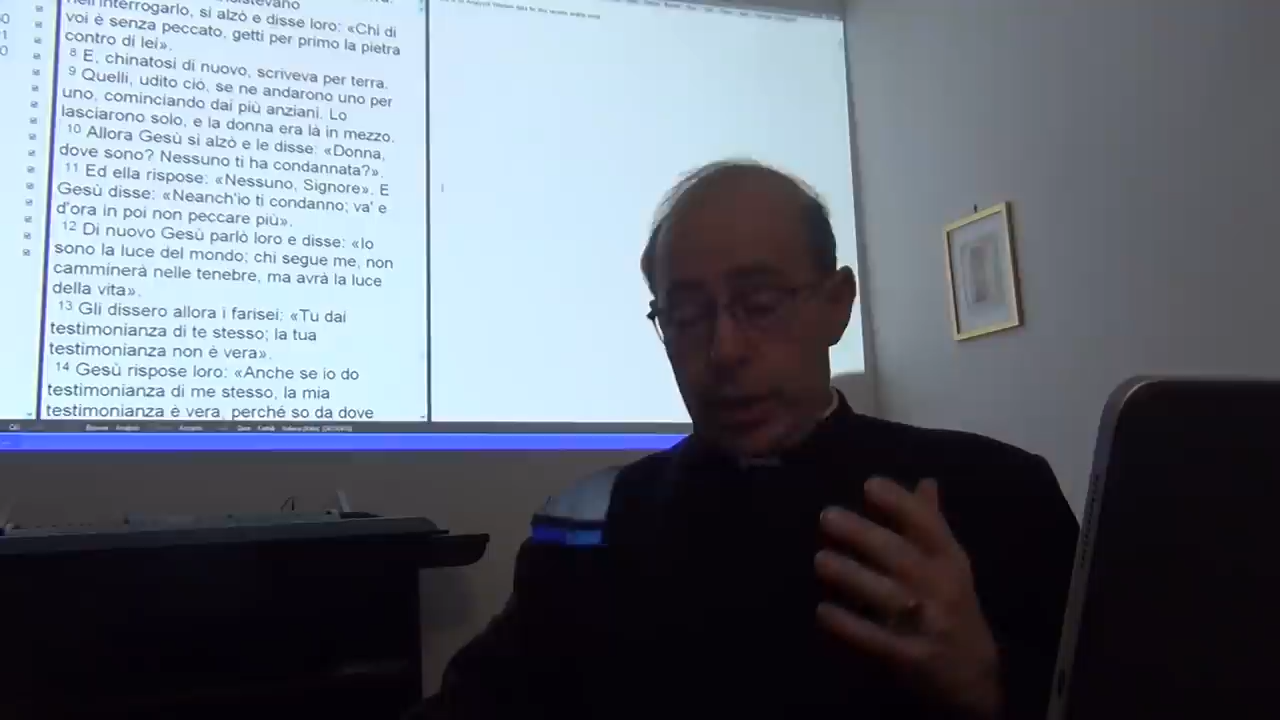 nell'interrogarlo, si alzò e disse loro: «Chi di
voi è senza peccato, getti per primo la pietra
contro di lei».
8 E, chinatosi di nuovo, scriveva per terra.
9 Quelli, udito ciò, se ne andarono uno per
uno, cominciando dai più anziani. Lo
lasciarono solo, e la donna era là in mezzo.
10 Allora Gesù si alzò e le disse: «Donna,
dove sono? Nessuno ti ha condannata?».
11 Ed ella rispose: «Nessuno, Signore». E
Gesù disse: «Neanch'io ti condanno; va' e
d'ora in poi non peccare più».
12 Di nuovo Gesù parlò loro e disse: «Io
sono la luce del mondo; chi segue me, non
camminerà nelle tenebre, ma avrà la luce
della vita».
13 Gli dissero allora i farisei: «Tu dai
testimonianza di te stesso; la tua
testimonianza non è vera».
14 Gesù rispose loro: «Anche se io do
testimonianza di me stesso, la mia
testimonianza è vera, perché so da dove